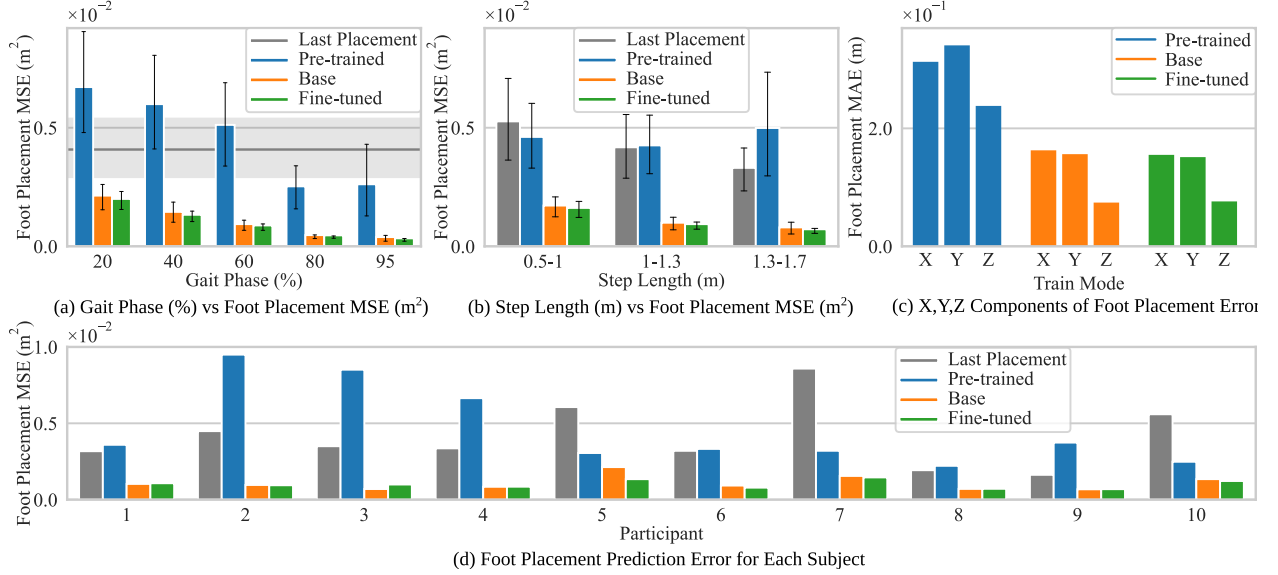 ×10⁻²
Foot Placement MSE (m²)
0.5
0.0
Last Placement
Pre-trained
Base
Fine-tuned
20 40 60 80 95
Gait Phase (%)
(a) Gait Phase (%) vs Foot Placement MSE (m²)
×10⁻²
Foot Placement MSE (m²)
0.5
0.0
Last Placement
Pre-trained
Base
Fine-tuned
0.5-1 1-1.3 1.3-1.7
Step Length (m)
(b) Step Length (m) vs Foot Placement MSE (m²)
×10⁻¹
Foot Plcaement MAE (m)
2.0
0.0
Pre-trained
Base
Fine-tuned
X Y Z X Y Z X Y Z
Train Mode
(c) X,Y,Z Components of Foot Placement Error
×10⁻²
Foot Placement MSE (m²)
1.0
0.5
0.0
Last Placement
Pre-trained
Base
Fine-tuned
1 2 3 4 5 6 7 8 9 10
Participant
(d) Foot Placement Prediction Error for Each Subject